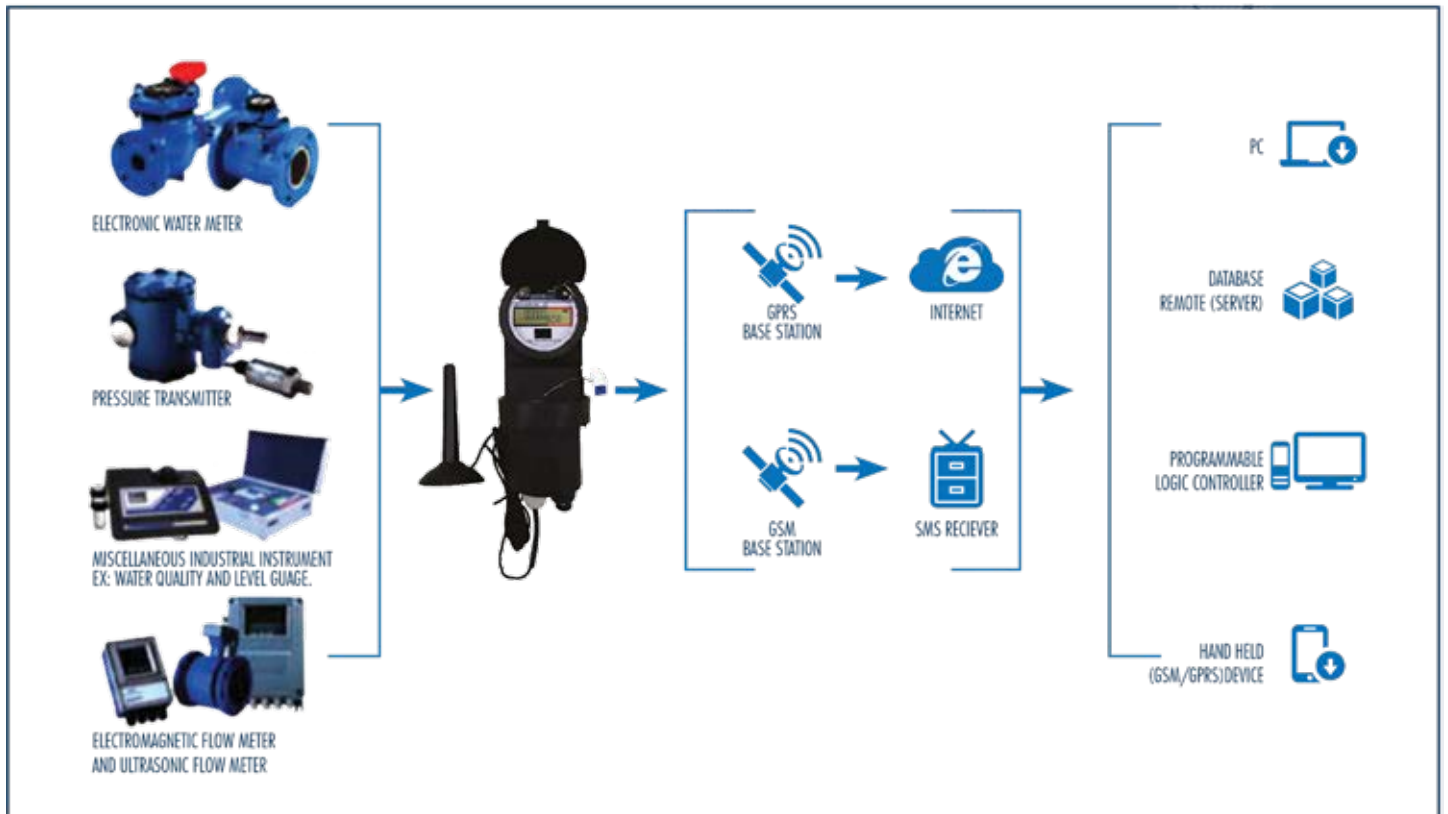 ELECTRONIC WATER METER
PRESSURE TRANSMITTER
MISCELLANEOUS INDUSTRIAL INSTRUMENT
EX: WATER QUALITY AND LEVEL GUAGE.
ELECTROMAGNETIC FLOW METER
AND ULTRASONIC FLOW METER
GPRS
BASE STATION
INTERNET
GSM
BASE STATION
SMS RECIEVER
PC
DATABASE
REMOTE (SERVER)
PROGRAMMABLE
LOGIC CONTROLLER
HAND HELD
(GSM/GPRS)DEVICE